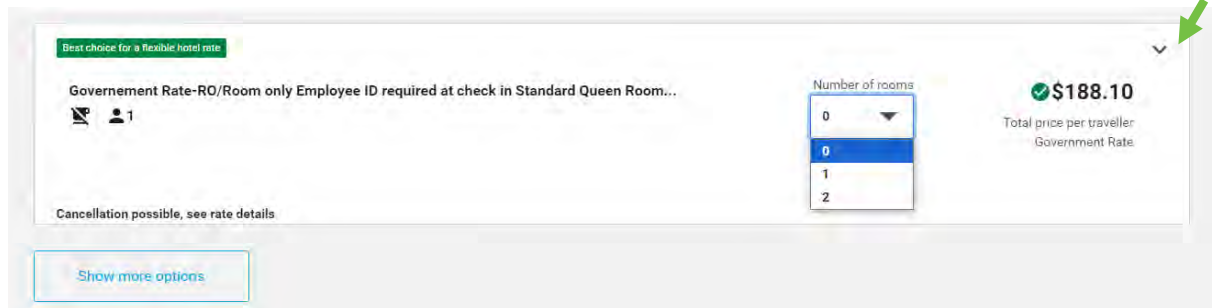 Best choice for a flexible hotel rate
Governement Rate-RO/Room only Employee ID required at check in Standard Queen Room...
1
Number of rooms
0
0
1
2
$188.10
Total price per traveller
Government Rate
Cancellation possible, see rate details
Show more options